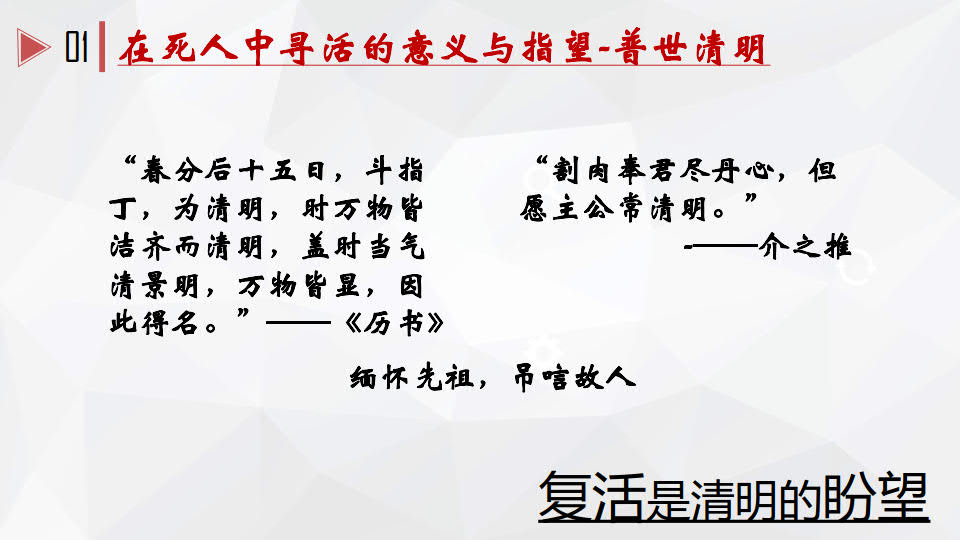 01 在死人中寻活的意义与指望-普世清明
“春分后十五日，斗指
丁，为清明，时万物皆
洁齐而清明，盖时当气
清景明，万物皆显，因
此得名。”——《历书》
“割肉奉君尽丹心，但
愿主公常清明。”
-——介之推
缅怀先祖，吊唁故人
复活是清明的盼望